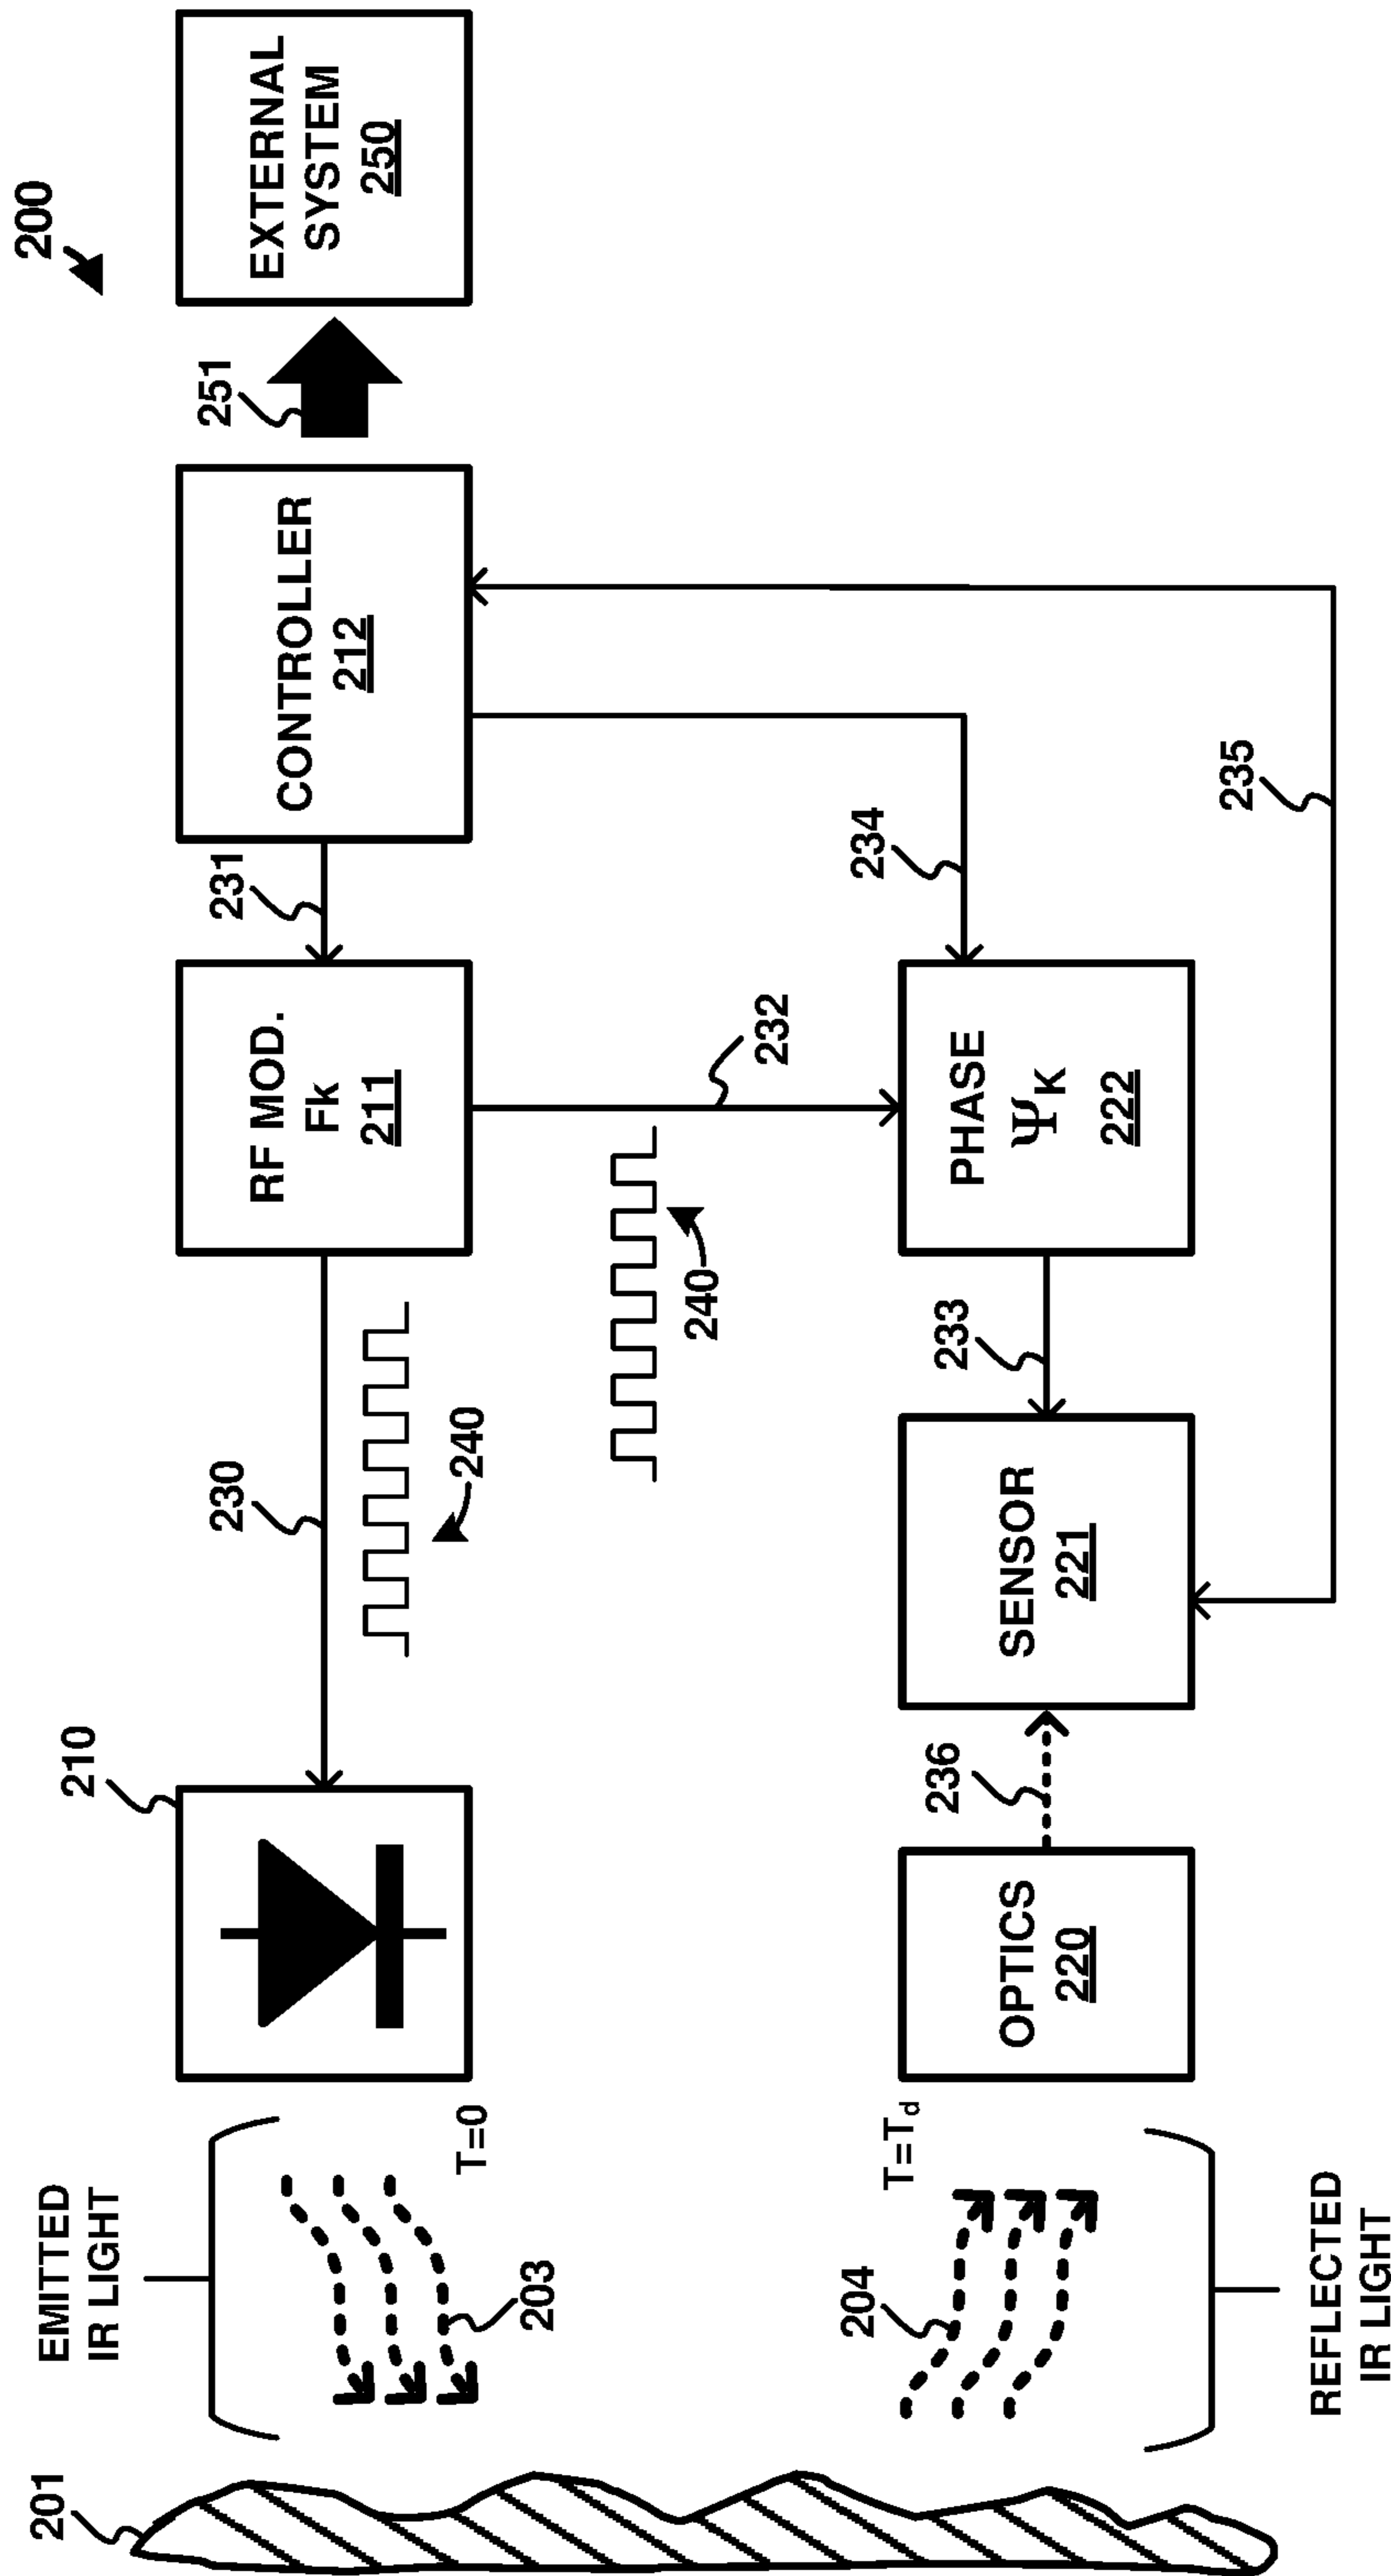 200
EXTERNAL
SYSTEM
250
251
CONTROLLER
212
231
RF MOD.
Fk
211
230
240
210
EMITTED
IR LIGHT
T=0
203
201
232
240
234
235
PHASE
ΨK
222
233
SENSOR
221
236
OPTICS
220
T=Td
204
REFLECTED
IR LIGHT